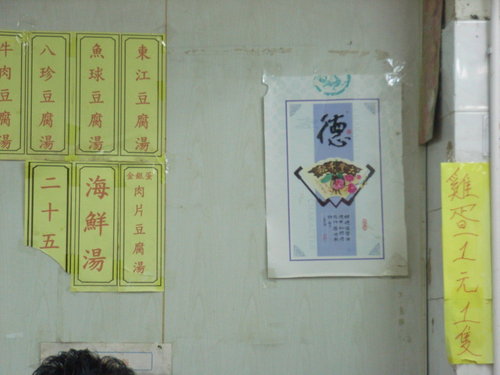 東江豆腐湯
魚球豆腐湯
八珍豆腐湯
牛肉豆腐湯
金銀蛋
肉片豆腐湯
海鮮湯
二十五
德
雞蛋1元1隻